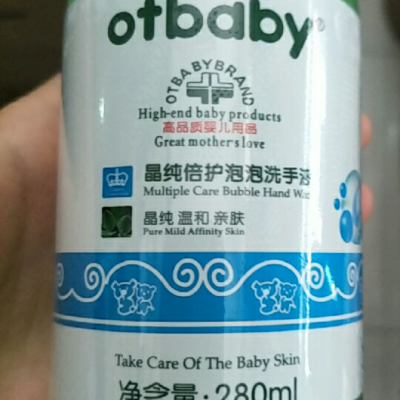 otbaby®
OTBABYBRAND
High-end baby products
高品质婴儿用品
Great mother's love
晶纯倍护泡泡洗手液
Multiple Care Bubble Hand
晶纯 温和 亲肤
Pure Mild Affinity Skin
Take Care Of The Baby Skin
净含量:280ml